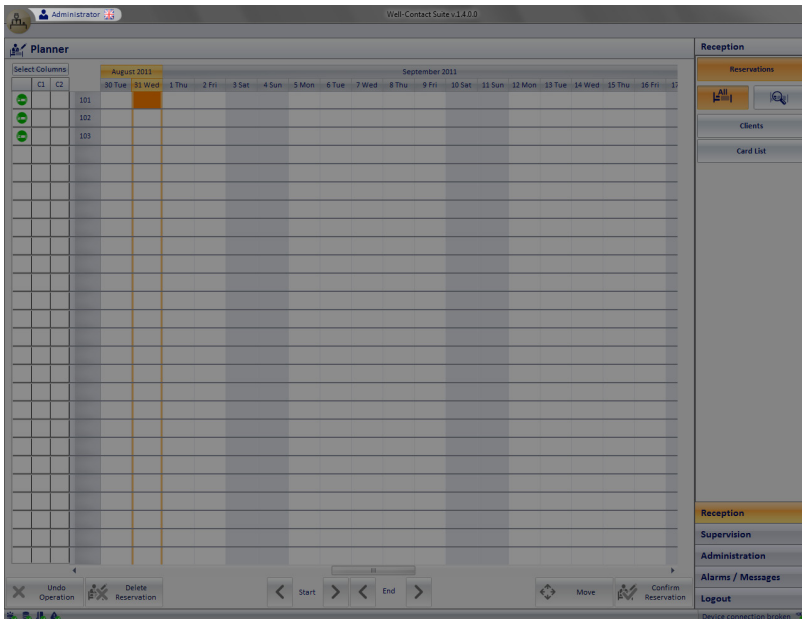 Administrator
Well-Contact Suite v.1.4.0.0
Planner
Reception
Select Columns
August 2011
September 2011
Reservations
C1 C2
30 Tue 31 Wed 1 Thu 2 Fri 3 Sat 4 Sun 5 Mon 6 Tue 7 Wed 8 Thu 9 Fri 10 Sat 11 Sun 12 Mon 13 Tue 14 Wed 15 Thu 16 Fri 17
All
101
102
103
Clients
Card List
Reception
Supervision
Administration
Alarms / Messages
Logout
Undo
Operation
Delete
Reservation
Start
End
Move
Confirm
Reservation
Device connection broken